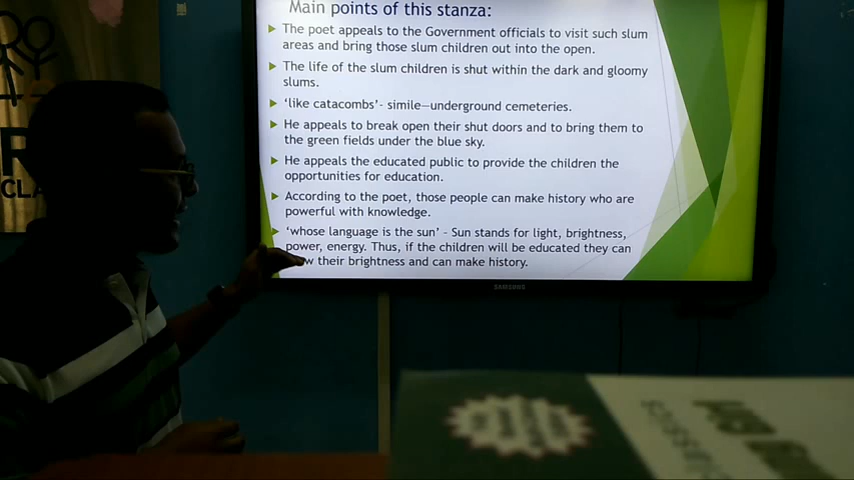 Main points of this stanza:
The poet appeals to the Government officials to visit such slum
areas and bring those slum children out into the open.
The life of the slum children is shut within the dark and gloomy
slums.
‘like catacombs’- simile—underground cemeteries.
He appeals to break open their shut doors and to bring them to
the green fields under the blue sky.
He appeals the educated public to provide the children the
opportunities for education.
According to the poet, those people can make history who are
powerful with knowledge.
‘whose language is the sun’ - Sun stands for light, brightness,
power, energy. Thus, if the children will be educated they can
their brightness and can make history.
SAMSUNG